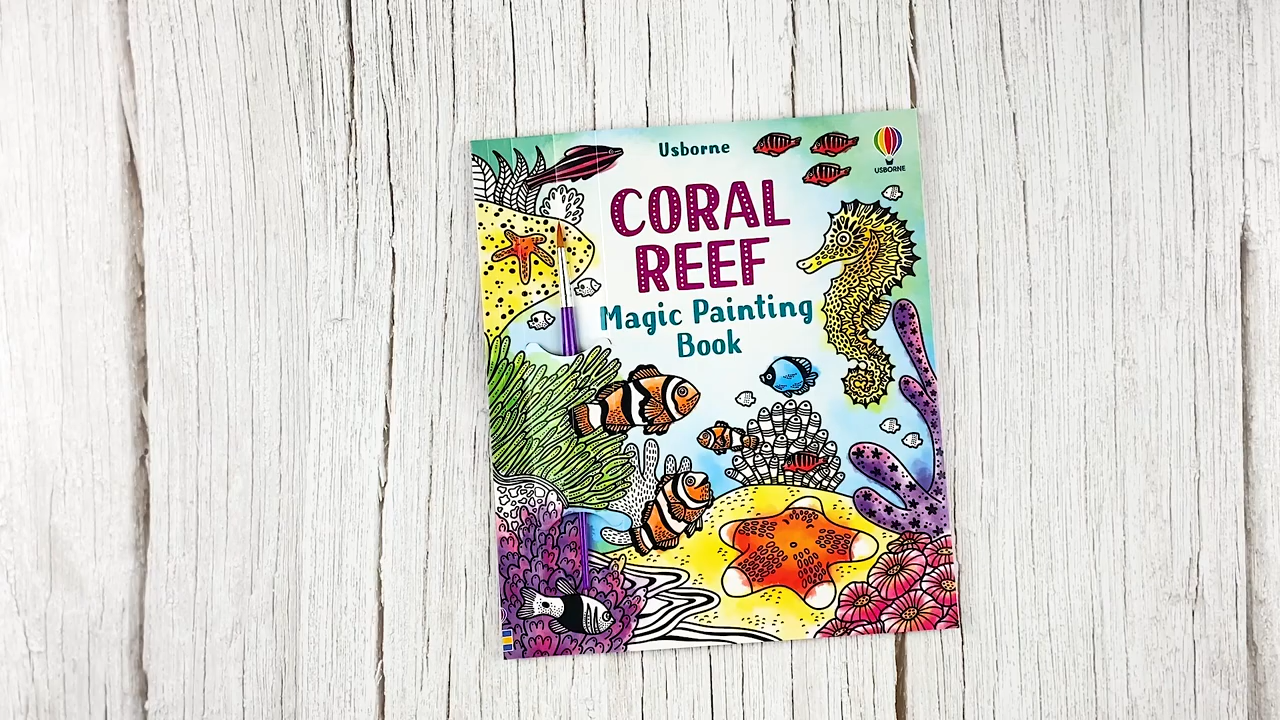 Usborne
USBORNE
CORAL
REEF
Magic Painting
Book